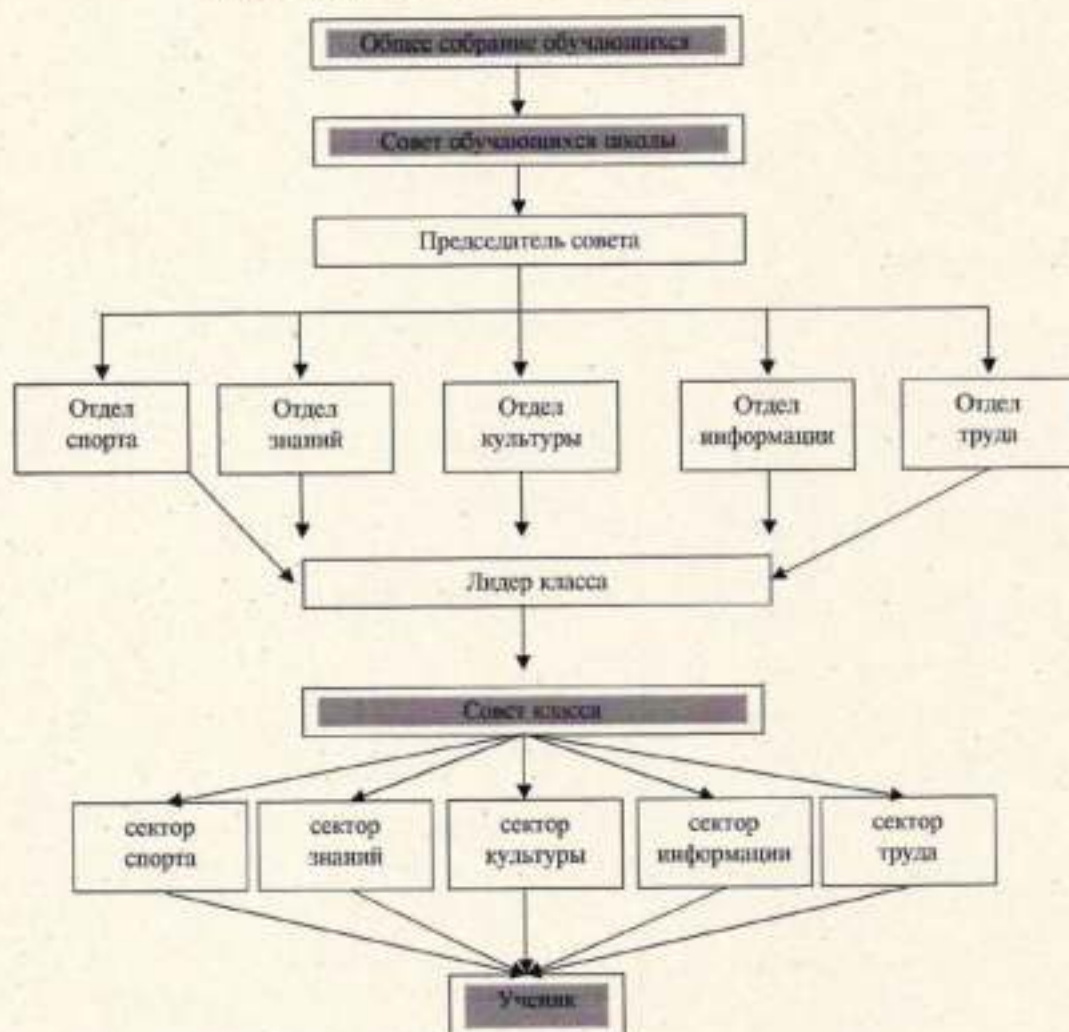 Общее собрание обучающихся
Совет обучающихся школы
Председатель совета
Отдел
спорта
Отдел
знаний
Отдел
культуры
Отдел
информации
Отдел
труда
Лидер класса
Совет класса
сектор
спорта
сектор
знаний
сектор
культуры
сектор
информации
сектор
труда
Ученик